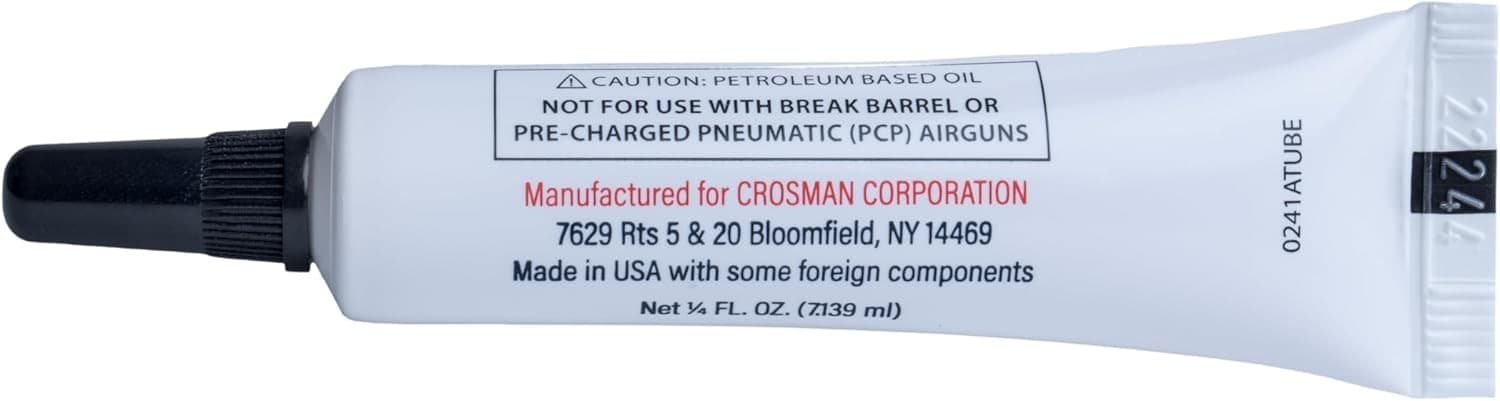 ⚠ CAUTION: PETROLEUM BASED OIL
NOT FOR USE WITH BREAK BARREL OR
PRE-CHARGED PNEUMATIC (PCP) AIRGUNS
Manufactured for CROSMAN CORPORATION
7629 Rts 5 & 20 Bloomfield, NY 14469
Made in USA with some foreign components
Net ¼ FL. OZ. (7.139 ml)
0241ATUBE
22244